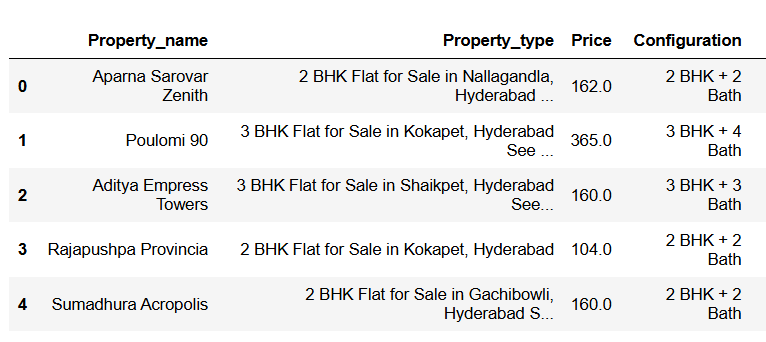 Property_name Property_type Price Configuration
0 Aparna Sarovar Zenith 2 BHK Flat for Sale in Nallagandla, Hyderabad ... 162.0 2 BHK + 2 Bath
1 Poulomi 90 3 BHK Flat for Sale in Kokapet, Hyderabad See ... 365.0 3 BHK + 4 Bath
2 Aditya Empress Towers 3 BHK Flat for Sale in Shaikpet, Hyderabad See... 160.0 3 BHK + 3 Bath
3 Rajapushpa Provincia 2 BHK Flat for Sale in Kokapet, Hyderabad 104.0 2 BHK + 2 Bath
4 Sumadhura Acropolis 2 BHK Flat for Sale in Gachibowli, Hyderabad S... 160.0 2 BHK + 2 Bath